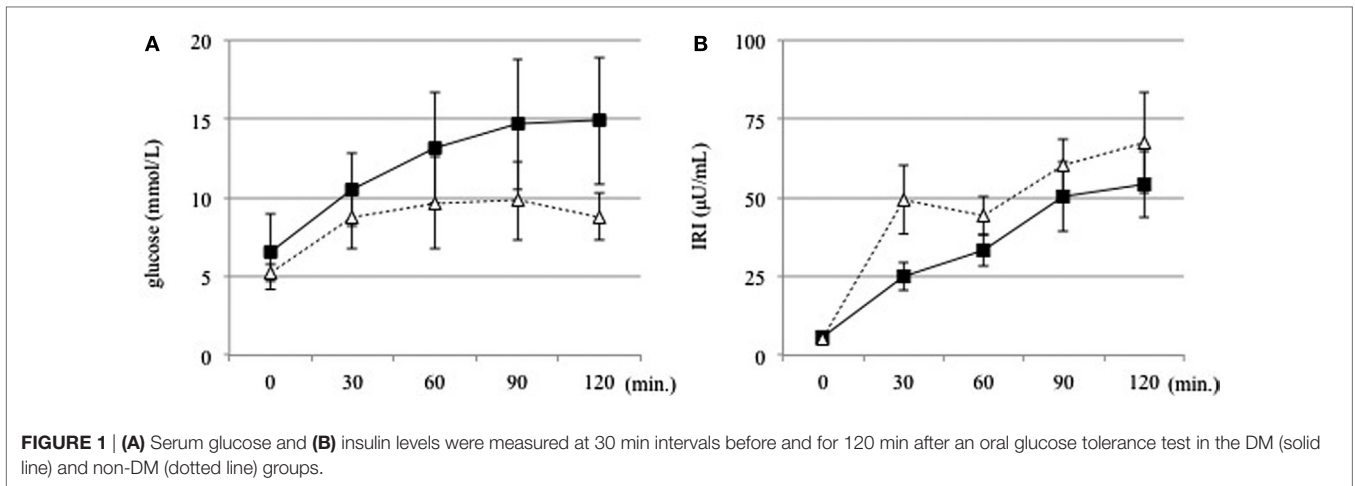 A
20
15
10
5
0
glucose (mmol/L)
0 30 60 90 120 (min.)
B
100
75
50
25
0
IRI (μU/mL)
0 30 60 90 120 (min.)
FIGURE 1 | (A) Serum glucose and (B) insulin levels were measured at 30 min intervals before and for 120 min after an oral glucose tolerance test in the DM (solid
line) and non-DM (dotted line) groups.